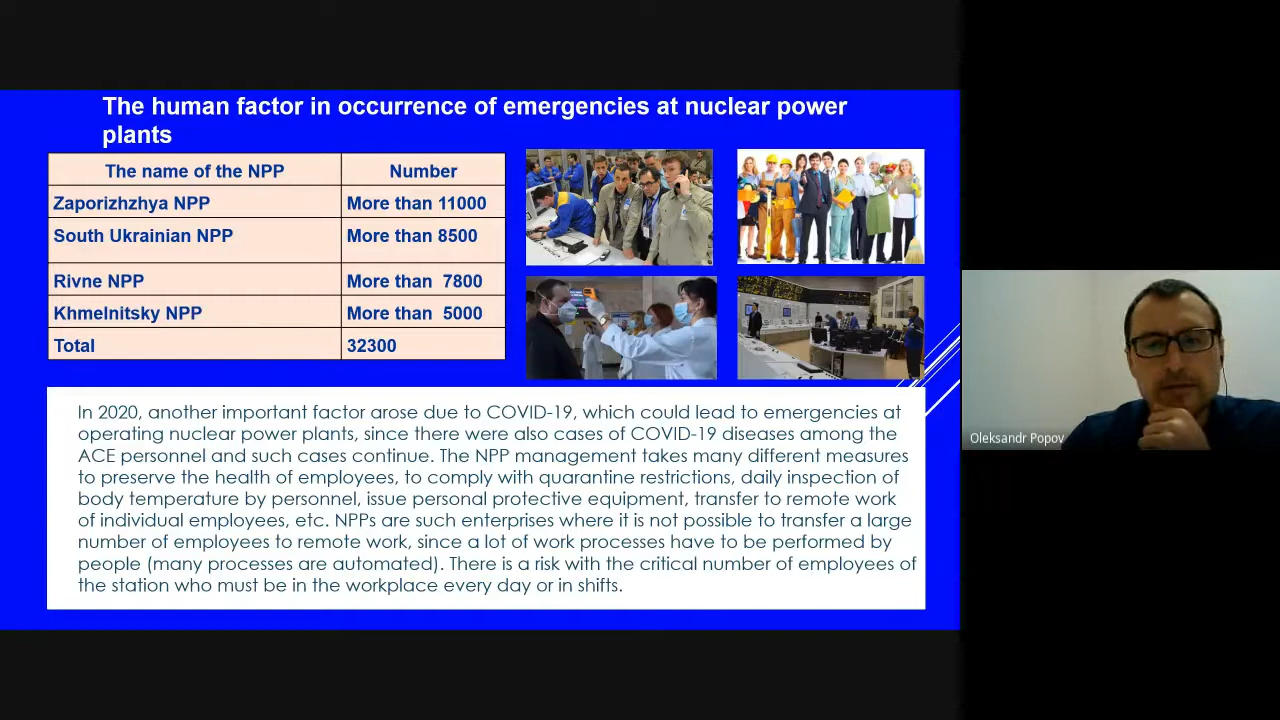 The human factor in occurrence of emergencies at nuclear power
plants
The name of the NPP Number
Zaporizhzhya NPP More than 11000
South Ukrainian NPP More than 8500
Rivne NPP More than  7800
Khmelnitsky NPP More than  5000
Total 32300
In 2020, another important factor arose due to COVID-19, which could lead to emergencies at
operating nuclear power plants, since there were also cases of COVID-19 diseases among the
ACE personnel and such cases continue. The NPP management takes many different measures
to preserve the health of employees, to comply with quarantine restrictions, daily inspection of
body temperature by personnel, issue personal protective equipment, transfer to remote work
of individual employees, etc. NPPs are such enterprises where it is not possible to transfer a large
number of employees to remote work, since a lot of work processes have to be performed by
people (many processes are automated). There is a risk with the critical number of employees of
the station who must be in the workplace every day or in shifts.
Oleksandr Popov